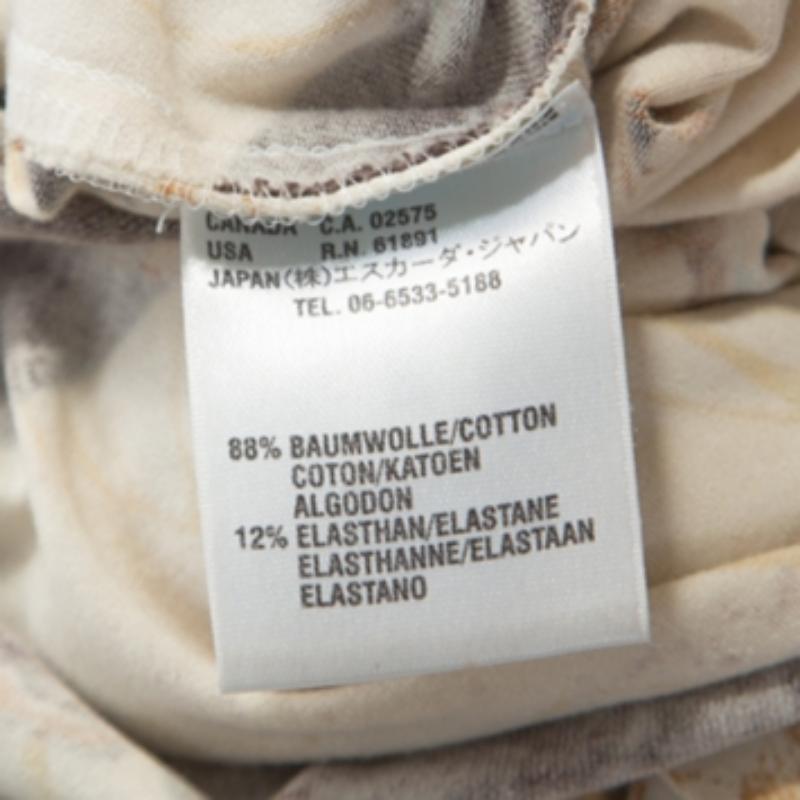 CANADA C.A. 02575
USA R.N. 61891
JAPAN(株)エスカーダ・ジャパン
TEL. 06-6533-5188
88% BAUMWOLLE/COTTON
COTON/KATOEN
ALGODON
12% ELASTHAN/ELASTANE
ELASTHANNE/ELASTAAN
ELASTANO